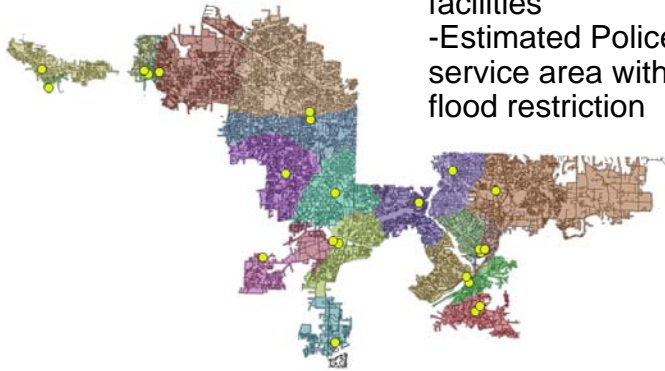 facilities
-Estimated Police
service area with
flood restriction